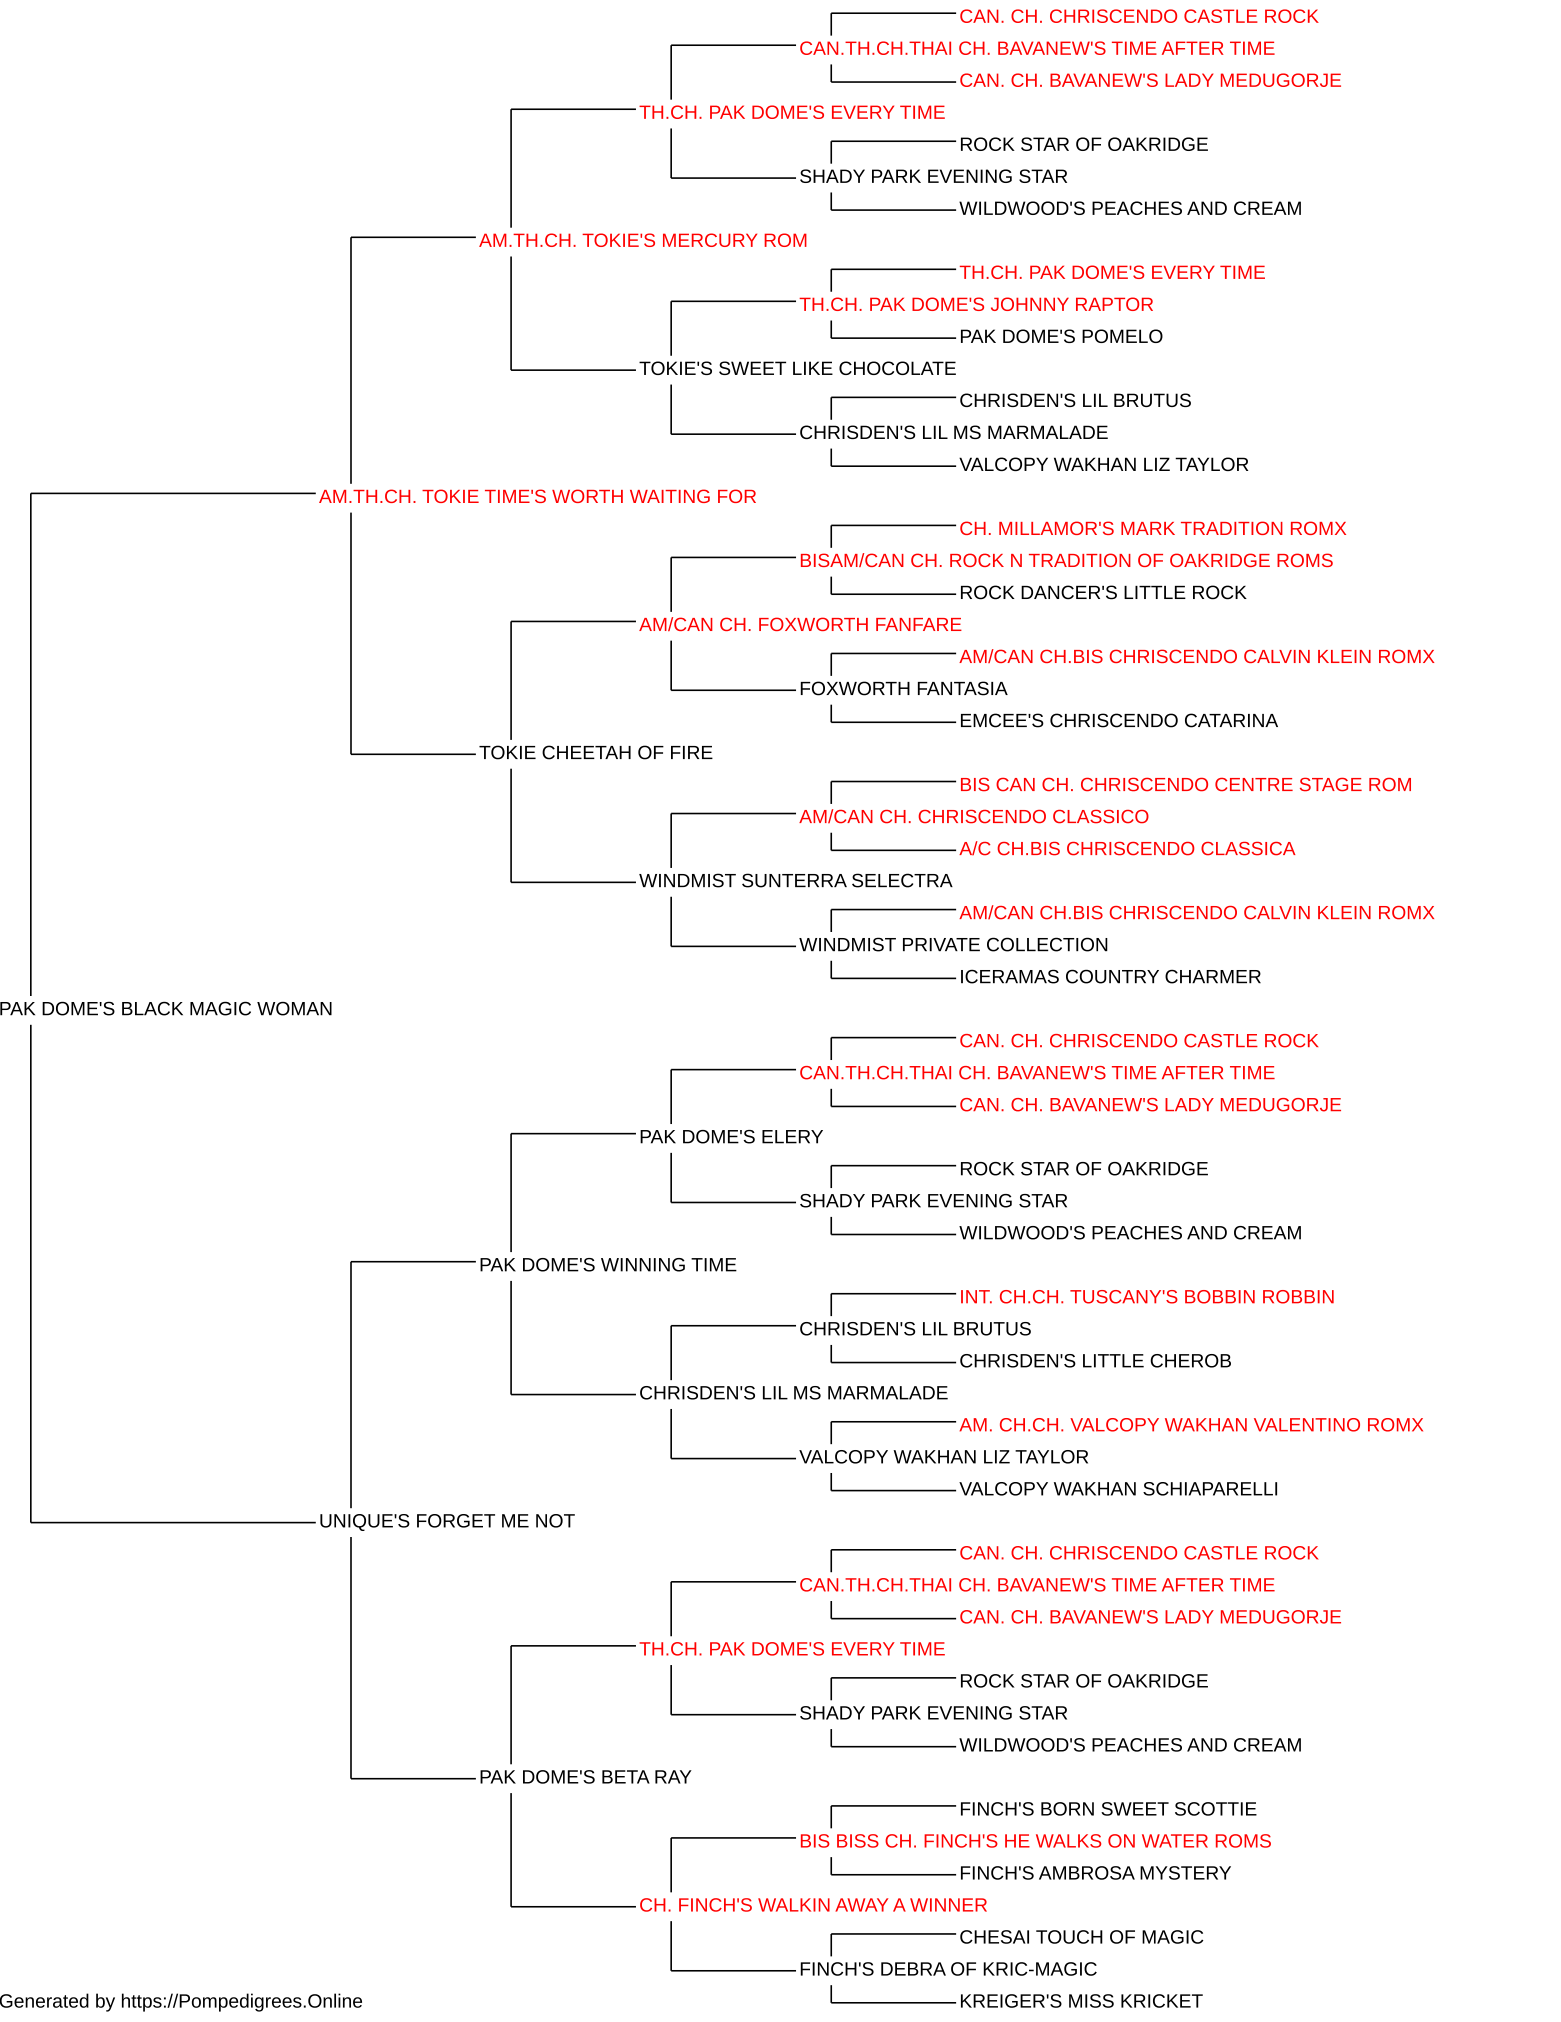 CAN. CH. CHRISCENDO CASTLE ROCK
CAN.TH.CH.THAI CH. BAVANEW'S TIME AFTER TIME
CAN. CH. BAVANEW'S LADY MEDUGORJE
TH.CH. PAK DOME'S EVERY TIME
ROCK STAR OF OAKRIDGE
SHADY PARK EVENING STAR
WILDWOOD'S PEACHES AND CREAM
AM.TH.CH. TOKIE'S MERCURY ROM
TH.CH. PAK DOME'S EVERY TIME
TH.CH. PAK DOME'S JOHNNY RAPTOR
PAK DOME'S POMELO
TOKIE'S SWEET LIKE CHOCOLATE
CHRISDEN'S LIL BRUTUS
CHRISDEN'S LIL MS MARMALADE
VALCOPY WAKHAN LIZ TAYLOR
AM.TH.CH. TOKIE TIME'S WORTH WAITING FOR
CH. MILLAMOR'S MARK TRADITION ROMX
BISAM/CAN CH. ROCK N TRADITION OF OAKRIDGE ROMS
ROCK DANCER'S LITTLE ROCK
AM/CAN CH. FOXWORTH FANFARE
AM/CAN CH.BIS CHRISCENDO CALVIN KLEIN ROMX
FOXWORTH FANTASIA
EMCEE'S CHRISCENDO CATARINA
TOKIE CHEETAH OF FIRE
BIS CAN CH. CHRISCENDO CENTRE STAGE ROM
AM/CAN CH. CHRISCENDO CLASSICO
A/C CH.BIS CHRISCENDO CLASSICA
WINDMIST SUNTERRA SELECTRA
AM/CAN CH.BIS CHRISCENDO CALVIN KLEIN ROMX
WINDMIST PRIVATE COLLECTION
ICERAMAS COUNTRY CHARMER
PAK DOME'S BLACK MAGIC WOMAN
CAN. CH. CHRISCENDO CASTLE ROCK
CAN.TH.CH.THAI CH. BAVANEW'S TIME AFTER TIME
CAN. CH. BAVANEW'S LADY MEDUGORJE
PAK DOME'S ELERY
ROCK STAR OF OAKRIDGE
SHADY PARK EVENING STAR
WILDWOOD'S PEACHES AND CREAM
PAK DOME'S WINNING TIME
INT. CH.CH. TUSCANY'S BOBBIN ROBBIN
CHRISDEN'S LIL BRUTUS
CHRISDEN'S LITTLE CHEROB
CHRISDEN'S LIL MS MARMALADE
AM. CH.CH. VALCOPY WAKHAN VALENTINO ROMX
VALCOPY WAKHAN LIZ TAYLOR
VALCOPY WAKHAN SCHIAPARELLI
UNIQUE'S FORGET ME NOT
CAN. CH. CHRISCENDO CASTLE ROCK
CAN.TH.CH.THAI CH. BAVANEW'S TIME AFTER TIME
CAN. CH. BAVANEW'S LADY MEDUGORJE
TH.CH. PAK DOME'S EVERY TIME
ROCK STAR OF OAKRIDGE
SHADY PARK EVENING STAR
WILDWOOD'S PEACHES AND CREAM
PAK DOME'S BETA RAY
FINCH'S BORN SWEET SCOTTIE
BIS BISS CH. FINCH'S HE WALKS ON WATER ROMS
FINCH'S AMBROSA MYSTERY
CH. FINCH'S WALKIN AWAY A WINNER
CHESAI TOUCH OF MAGIC
FINCH'S DEBRA OF KRIC-MAGIC
KREIGER'S MISS KRICKET
Generated by https://Pompedigrees.Online